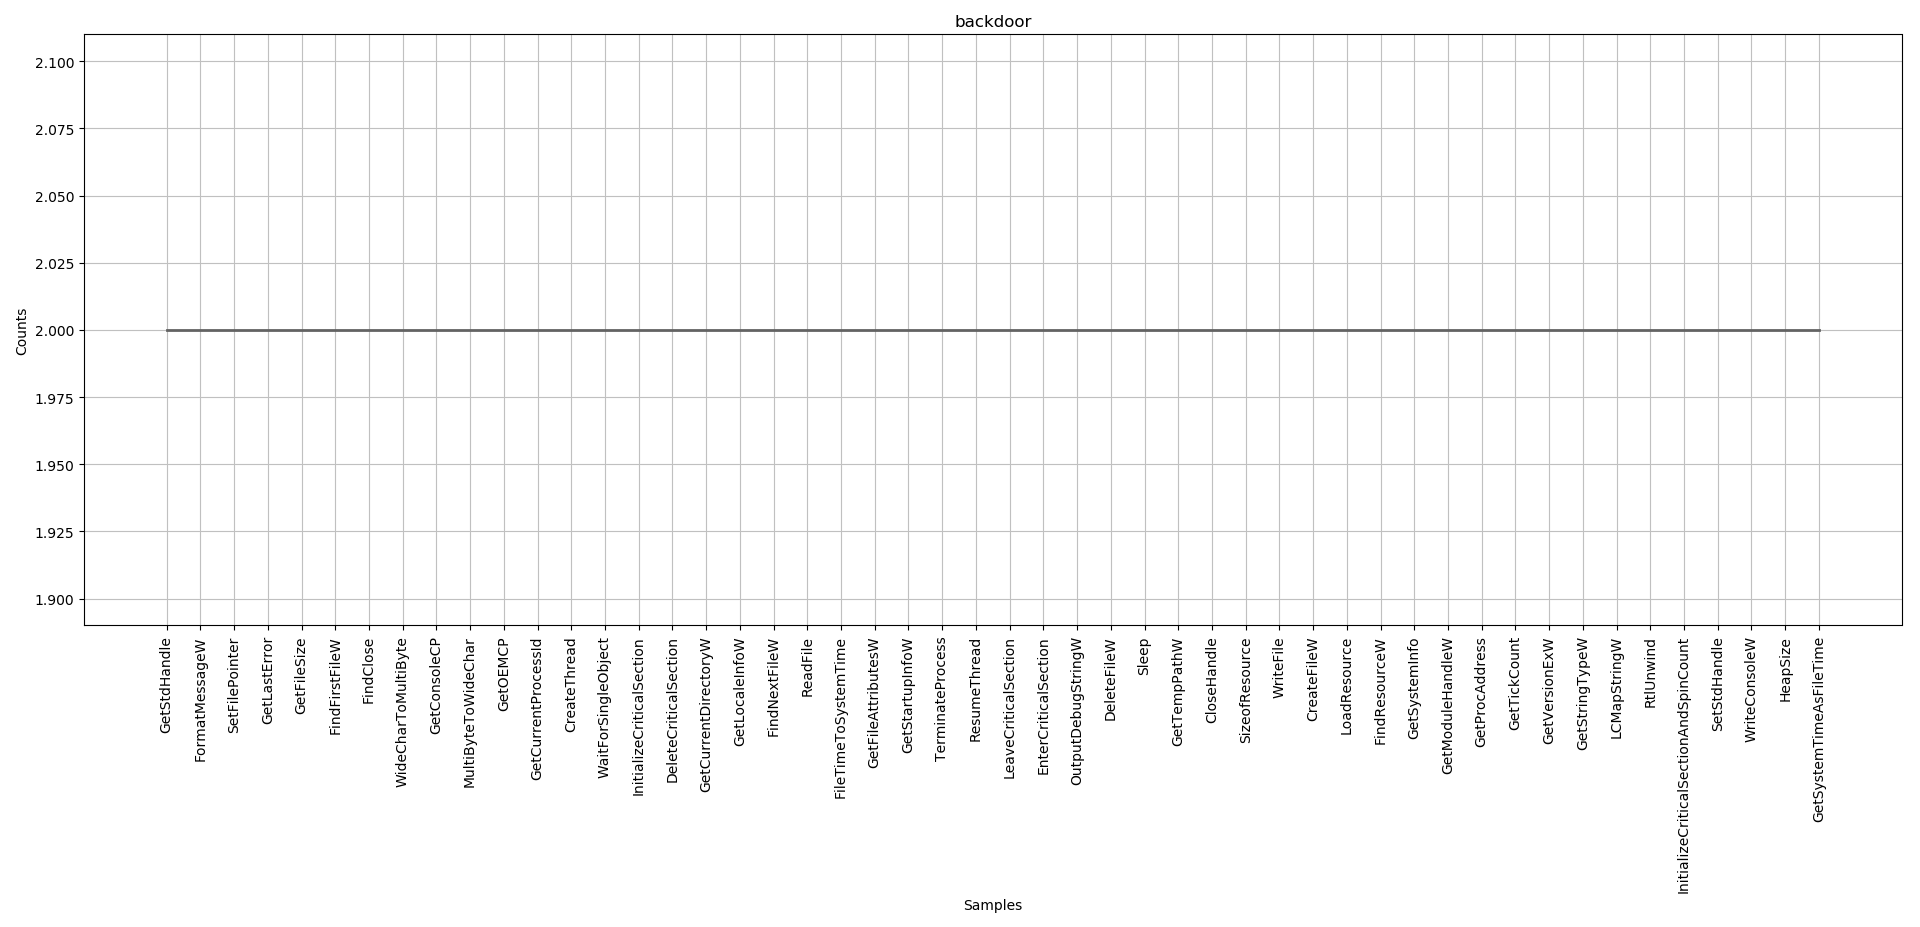 backdoor
2.100
2.075
2.050
2.025
2.000
1.975
1.950
1.925
1.900
Counts
GetStdHandle
FormatMessageW
SetFilePointer
GetLastError
GetFileSize
FindFirstFileW
FindClose
WideCharToMultiByte
GetConsoleCP
MultiByteToWideChar
GetOEMCP
GetCurrentProcessId
CreateThread
WaitForSingleObject
InitializeCriticalSection
DeleteCriticalSection
GetCurrentDirectoryW
GetLocaleInfoW
FindNextFileW
ReadFile
FileTimeToSystemTime
GetFileAttributesW
GetStartupInfoW
TerminateProcess
ResumeThread
LeaveCriticalSection
EnterCriticalSection
OutputDebugStringW
DeleteFileW
Sleep
GetTempPathW
CloseHandle
SizeofResource
WriteFile
CreateFileW
LoadResource
FindResourceW
GetSystemInfo
GetModuleHandleW
GetProcAddress
GetTickCount
GetVersionExW
GetStringTypeW
LCMapStringW
RtlUnwind
InitializeCriticalSectionAndSpinCount
SetStdHandle
WriteConsoleW
HeapSize
GetSystemTimeAsFileTime
Samples